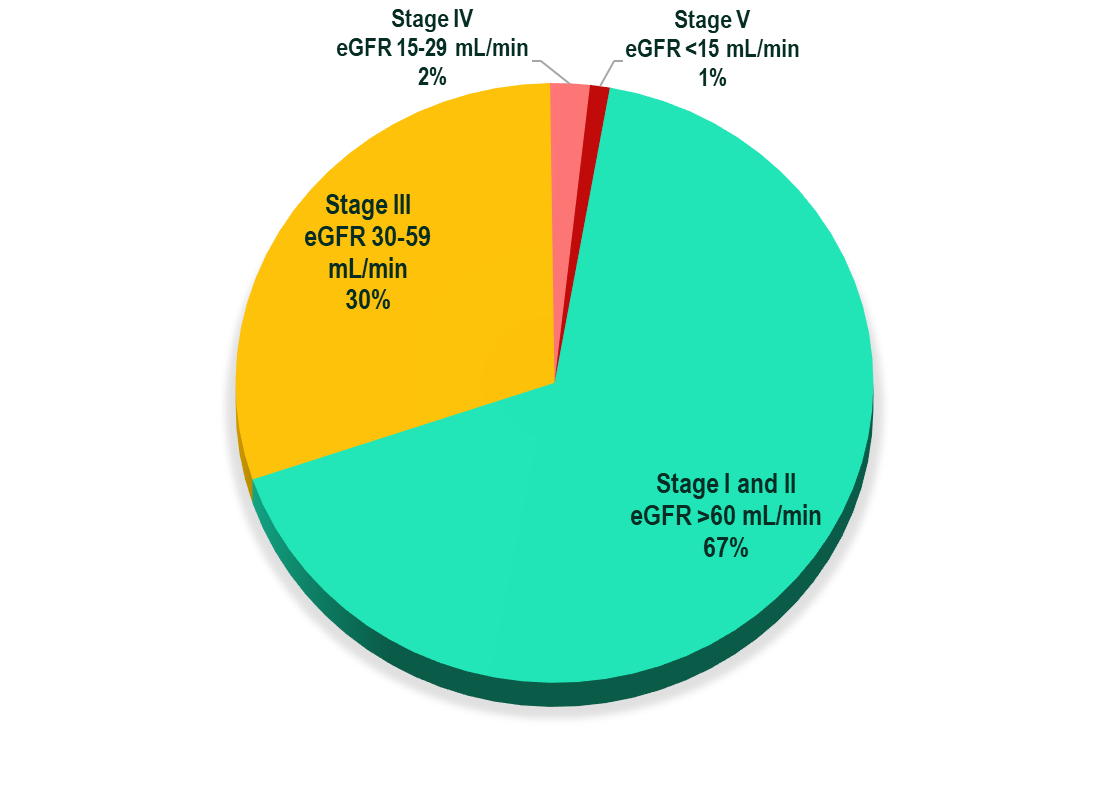 Stage IV
eGFR 15-29 mL/min
2%
Stage V
eGFR <15 mL/min
1%
Stage III
eGFR 30-59
mL/min
30%
Stage I and II
eGFR >60 mL/min
67%